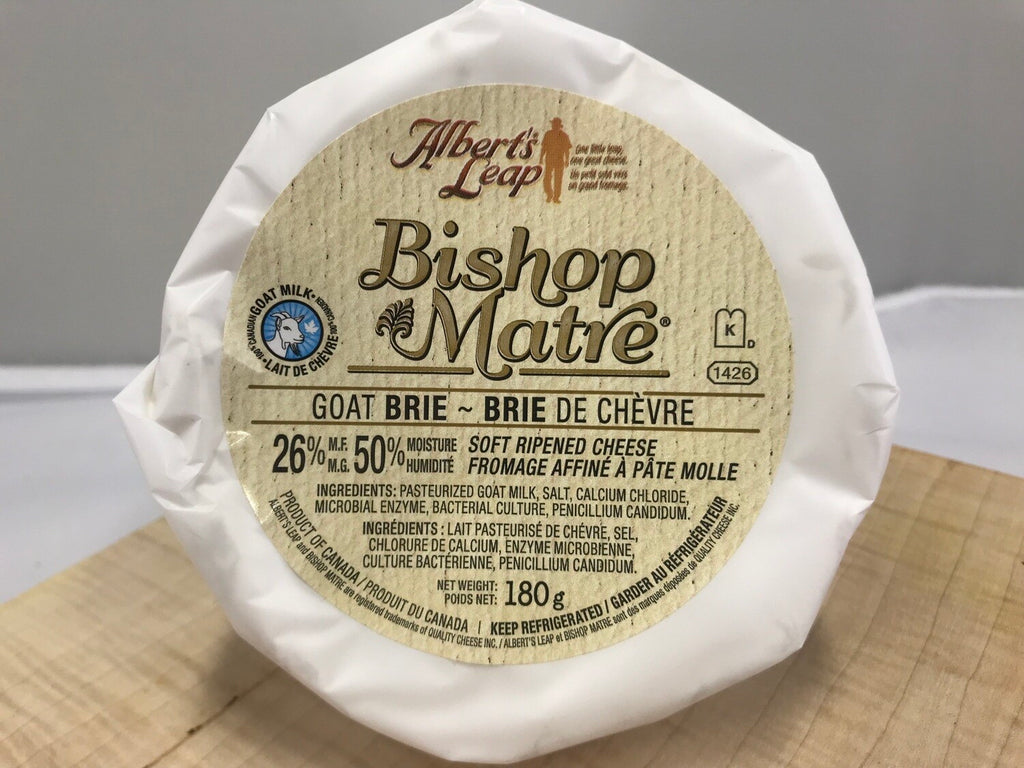 Albert's
Leap
One little leap,
one great cheese.
Un petit saut vers
un grand fromage.
Bishop
Matre®
100% CANADIAN GOAT MILK
100% CANADIEN LAIT DE CHÈVRE
K
D
1426
GOAT BRIE ~ BRIE DE CHÈVRE
26% M.F. M.G. 50% MOISTURE HUMIDITÉ
SOFT RIPENED CHEESE
FROMAGE AFFINÉ À PÂTE MOLLE
INGREDIENTS: PASTEURIZED GOAT MILK, SALT, CALCIUM CHLORIDE,
MICROBIAL ENZYME, BACTERIAL CULTURE, PENICILLIUM CANDIDUM.
INGRÉDIENTS : LAIT PASTEURISÉ DE CHÈVRE, SEL,
CHLORURE DE CALCIUM, ENZYME MICROBIENNE,
CULTURE BACTÉRIENNE, PENICILLIUM CANDIDUM.
NET WEIGHT:
POIDS NET: 180 g
PRODUCT OF CANADA / PRODUIT DU CANADA | KEEP REFRIGERATED / GARDER AU RÉFRIGÉRATEUR
ALBERT'S LEAP and BISHOP MATRE are registered trademarks of QUALITY CHEESE INC. / ALBERT'S LEAP et BISHOP MATRE sont des marques déposées de QUALITY CHEESE INC.